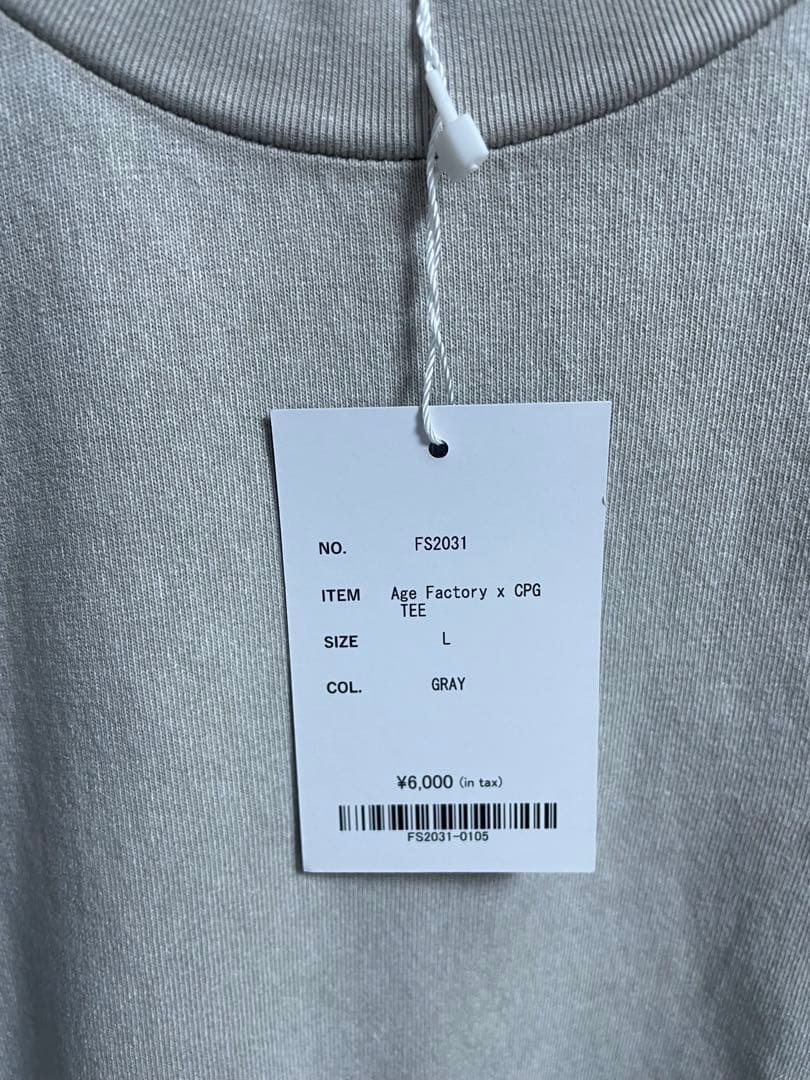 NO. FS2031
ITEM Age Factory x CPG
TEE
SIZE L
COL. GRAY
¥6,000 (in tax)
FS2031-0105